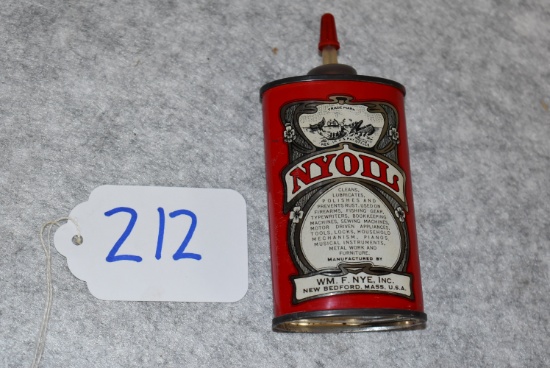 212
TRADE MARK
NYOIL
CLEANS,
LUBRICATES,
POLISHES AND
PREVENTS RUST. USED ON
FIREARMS, FISHING GEAR,
TYPEWRITERS, BOOKKEEPING
MACHINES, SEWING MACHINES,
MOTOR DRIVEN APPLIANCES,
TOOLS, LOCKS, HOUSEHOLD
MECHANISM, PIANOS,
MUSICAL INSTRUMENTS,
METAL WORK AND
FURNITURE.
MANUFACTURED BY
WM. F. NYE, INC.
NEW BEDFORD, MASS. U.S.A.